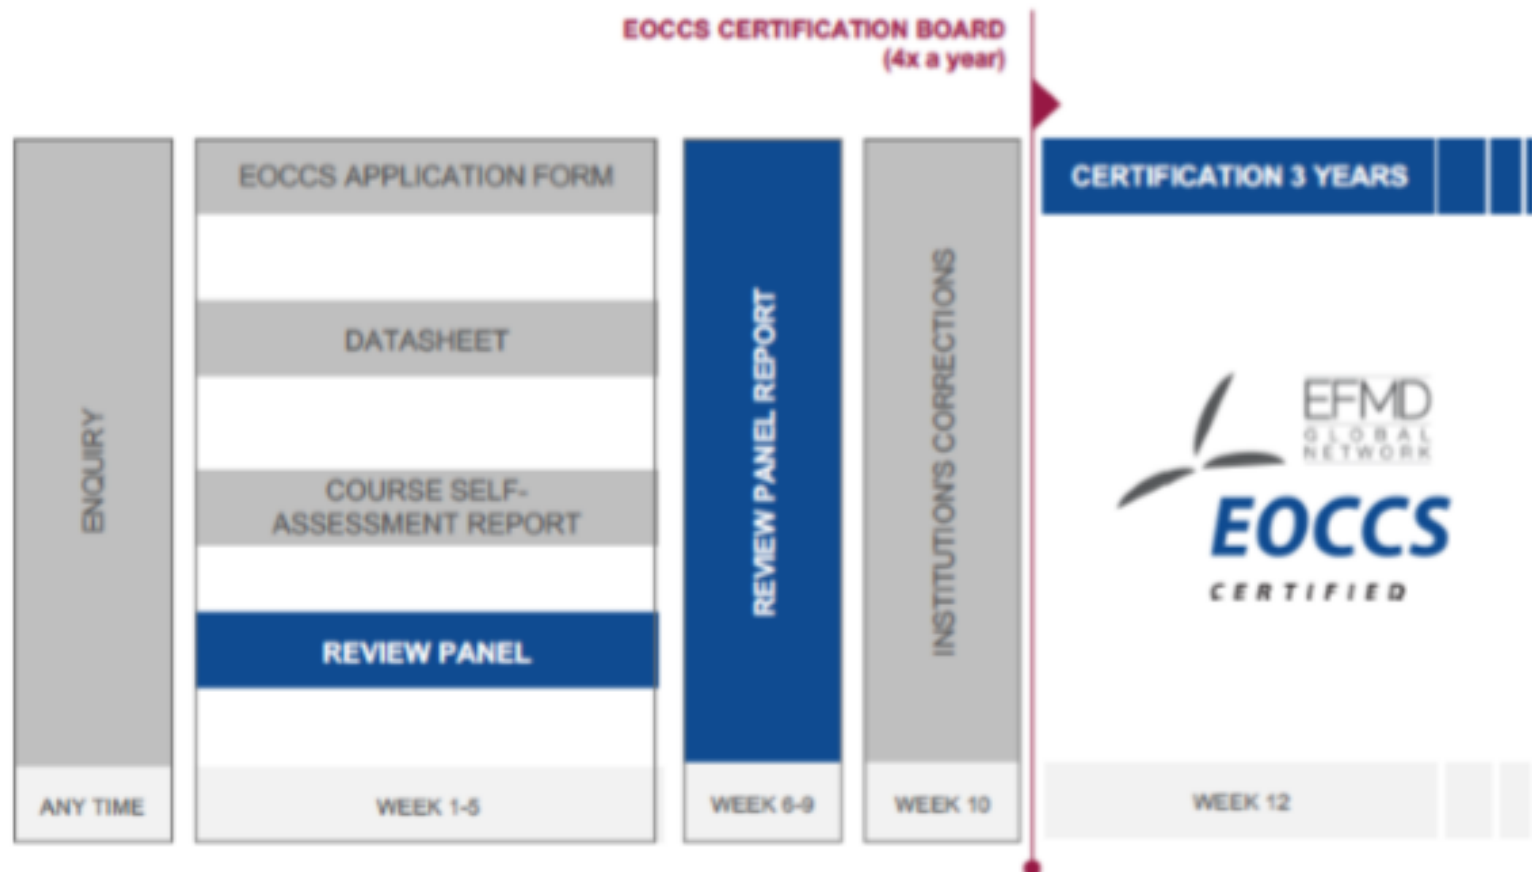 EOCCS CERTIFICATION BOARD
(4x a year)
ENQUIRY
ANY TIME
EOCCS APPLICATION FORM
DATASHEET
COURSE SELF-
ASSESSMENT REPORT
REVIEW PANEL
WEEK 1-5
REVIEW PANEL REPORT
WEEK 6-9
INSTITUTION'S CORRECTIONS
WEEK 10
CERTIFICATION 3 YEARS
EFMD
GLOBAL
NETWORK
EOCCS
CERTIFIED
WEEK 12